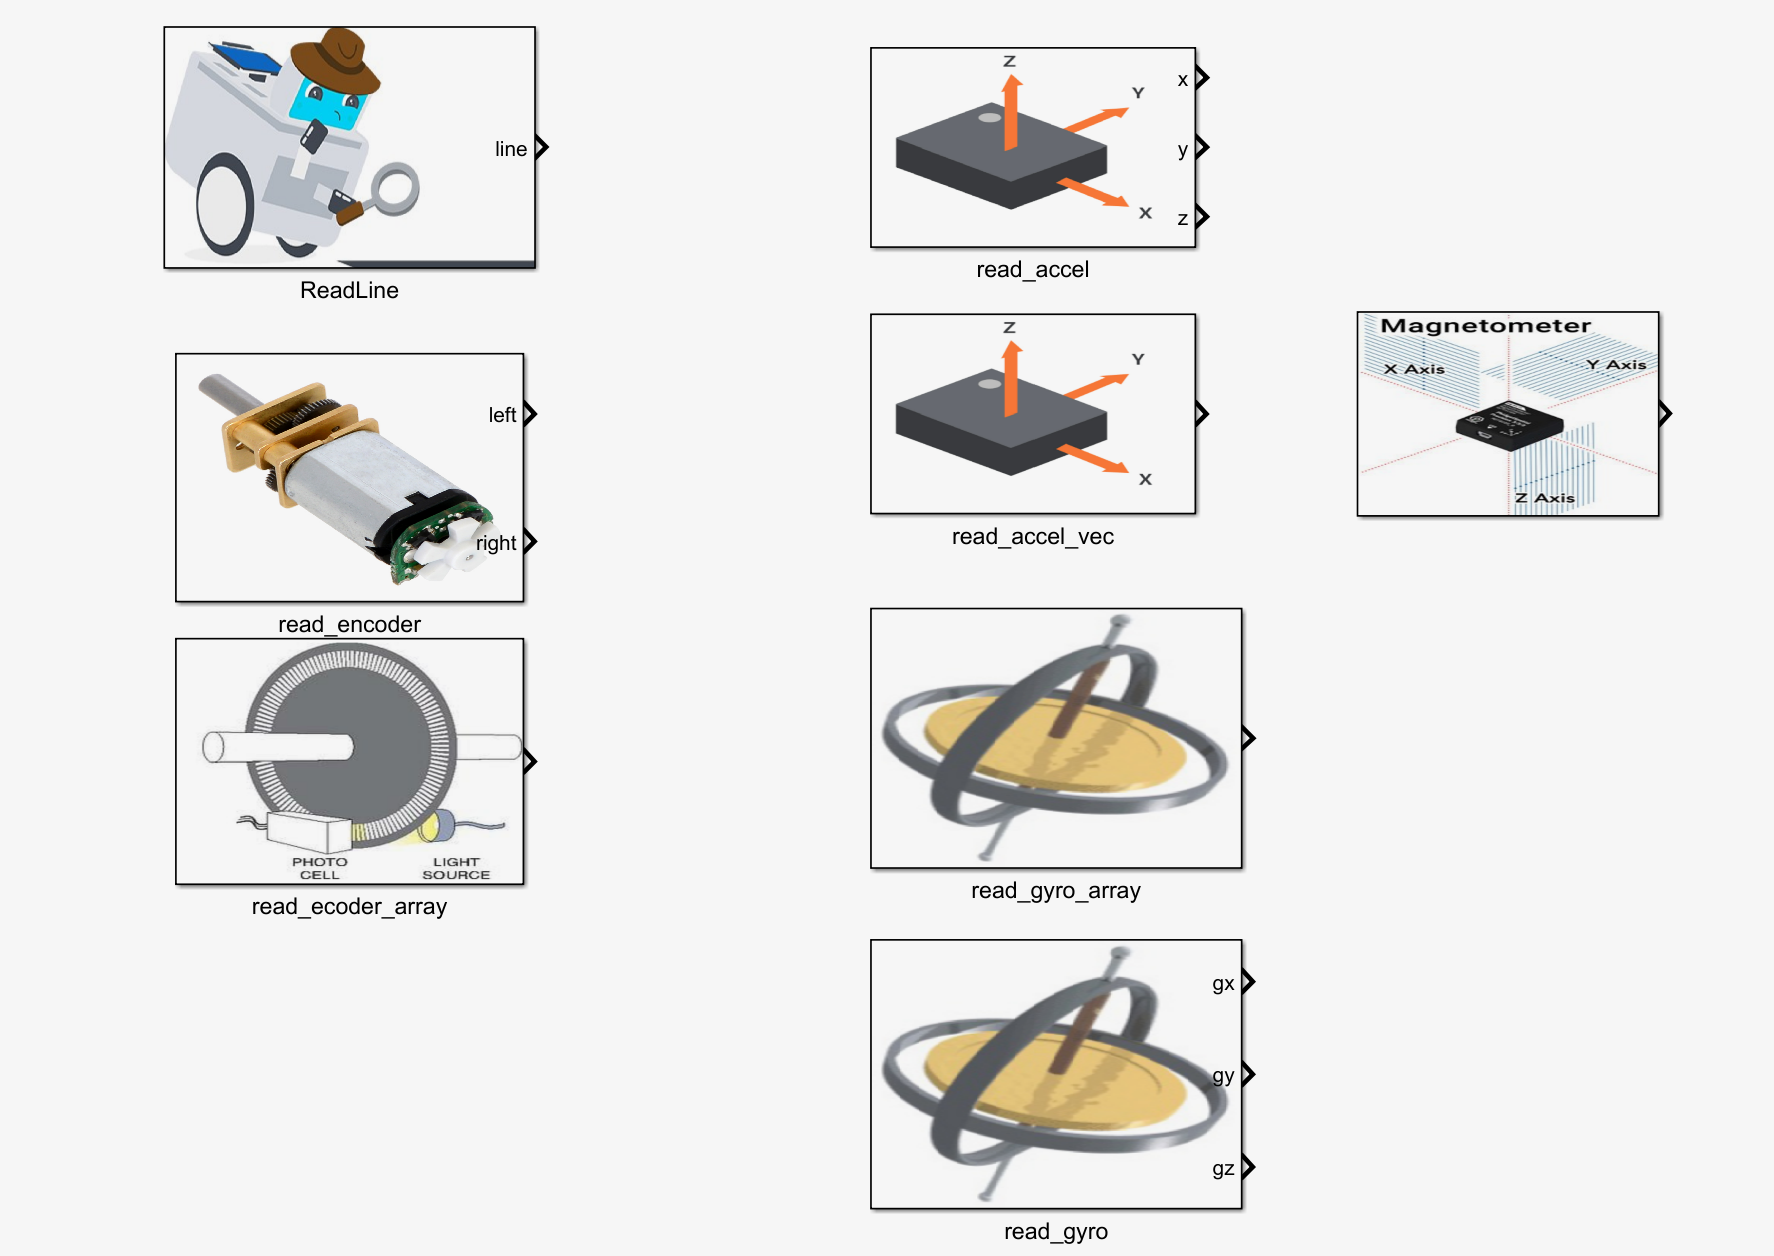 line
ReadLine
left
right
read_encoder
PHOTO
CELL
LIGHT
SOURCE
read_ecoder_array
Z
Y
X
x
y
z
read_accel
Z
Y
X
read_accel_vec
read_gyro_array
gx
gy
gz
read_gyro
Magnetometer
X Axis
Y Axis
Z Axis